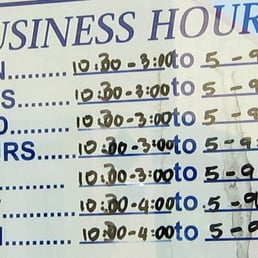 USINESS HOUR
N........ 10:30-3:00 to 5-9
S........ 10:30-3:00 to 5-9
D........ 10:30-3:00 to 5-9
URS.... 10:30-3:00 to 5-9
........ 10:30-3:00 to 5-9
........ 10:30-4:00 to 5-9
........ 10:30-4:00 to 5-9